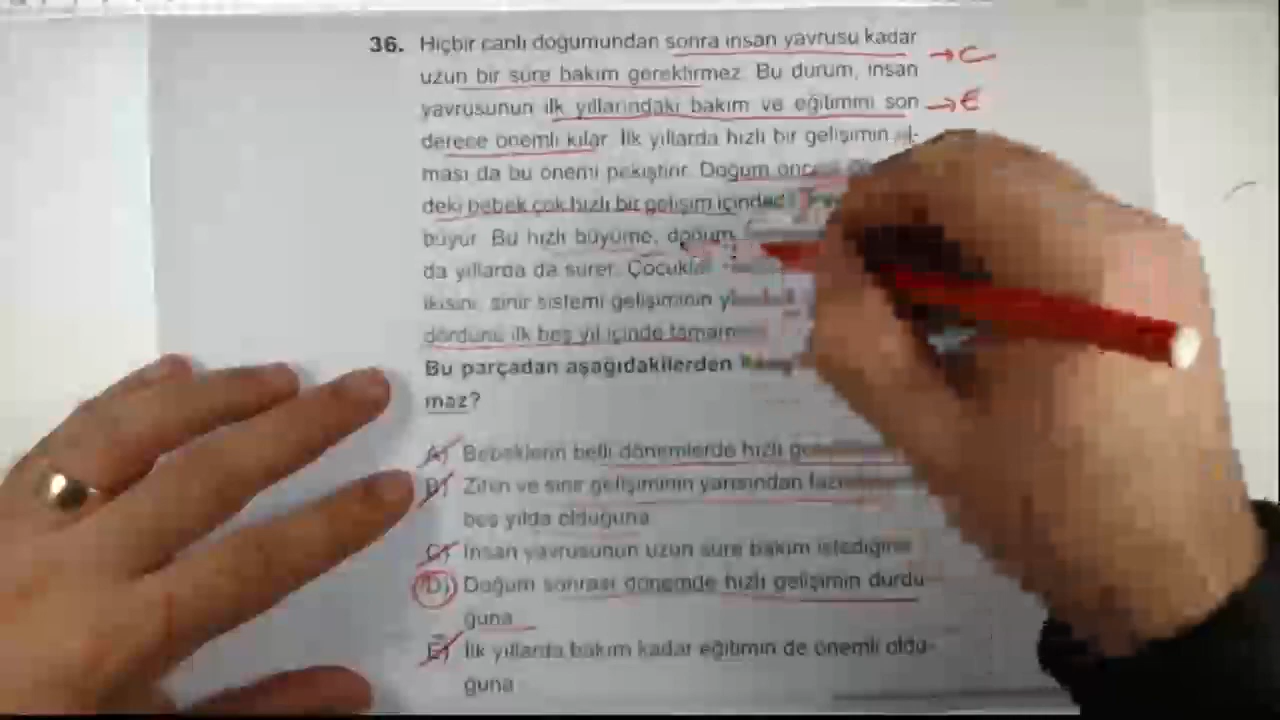 36. Hiçbir canlı doğumundan sonra insan yavrusu kadar
uzun bir süre bakım gerektirmez. Bu durum, insan
yavrusunun ilk yıllarındaki bakım ve eğitimini son
derece önemli kılar. İlk yıllarda hızlı bir gelişimin ol-
ması da bu önemi pekiştirir. Doğum
deki bebek çok hızlı bir gelişim içindedir
büyür. Bu hızlı büyüme, doğum
da yıllarda da sürer. Çocuklar
ikisini, sinir sistemi gelişiminin
dördünü ilk beş yıl içinde
Bu parçadan aşağıdakilerden
maz?
A) Bebeklerin belli dönemlerde hızlı
B) Zihin ve sinir gelişiminin yarısından
beş yılda olduğuna
C) İnsan yavrusunun uzun süre bakım istediğine
D) Doğum sonrası dönemde hızlı gelişimin durdu-
ğuna
E) İlk yıllarda bakım kadar eğitimin de önemli oldu-
ğuna
→C
→E